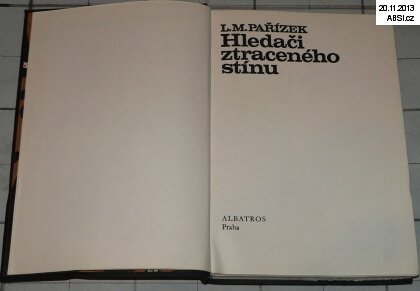 20.11.2013
ABSI.cz
L.M.PAŘÍZEK
Hledači
ztraceného
stínu
ALBATROS
Praha